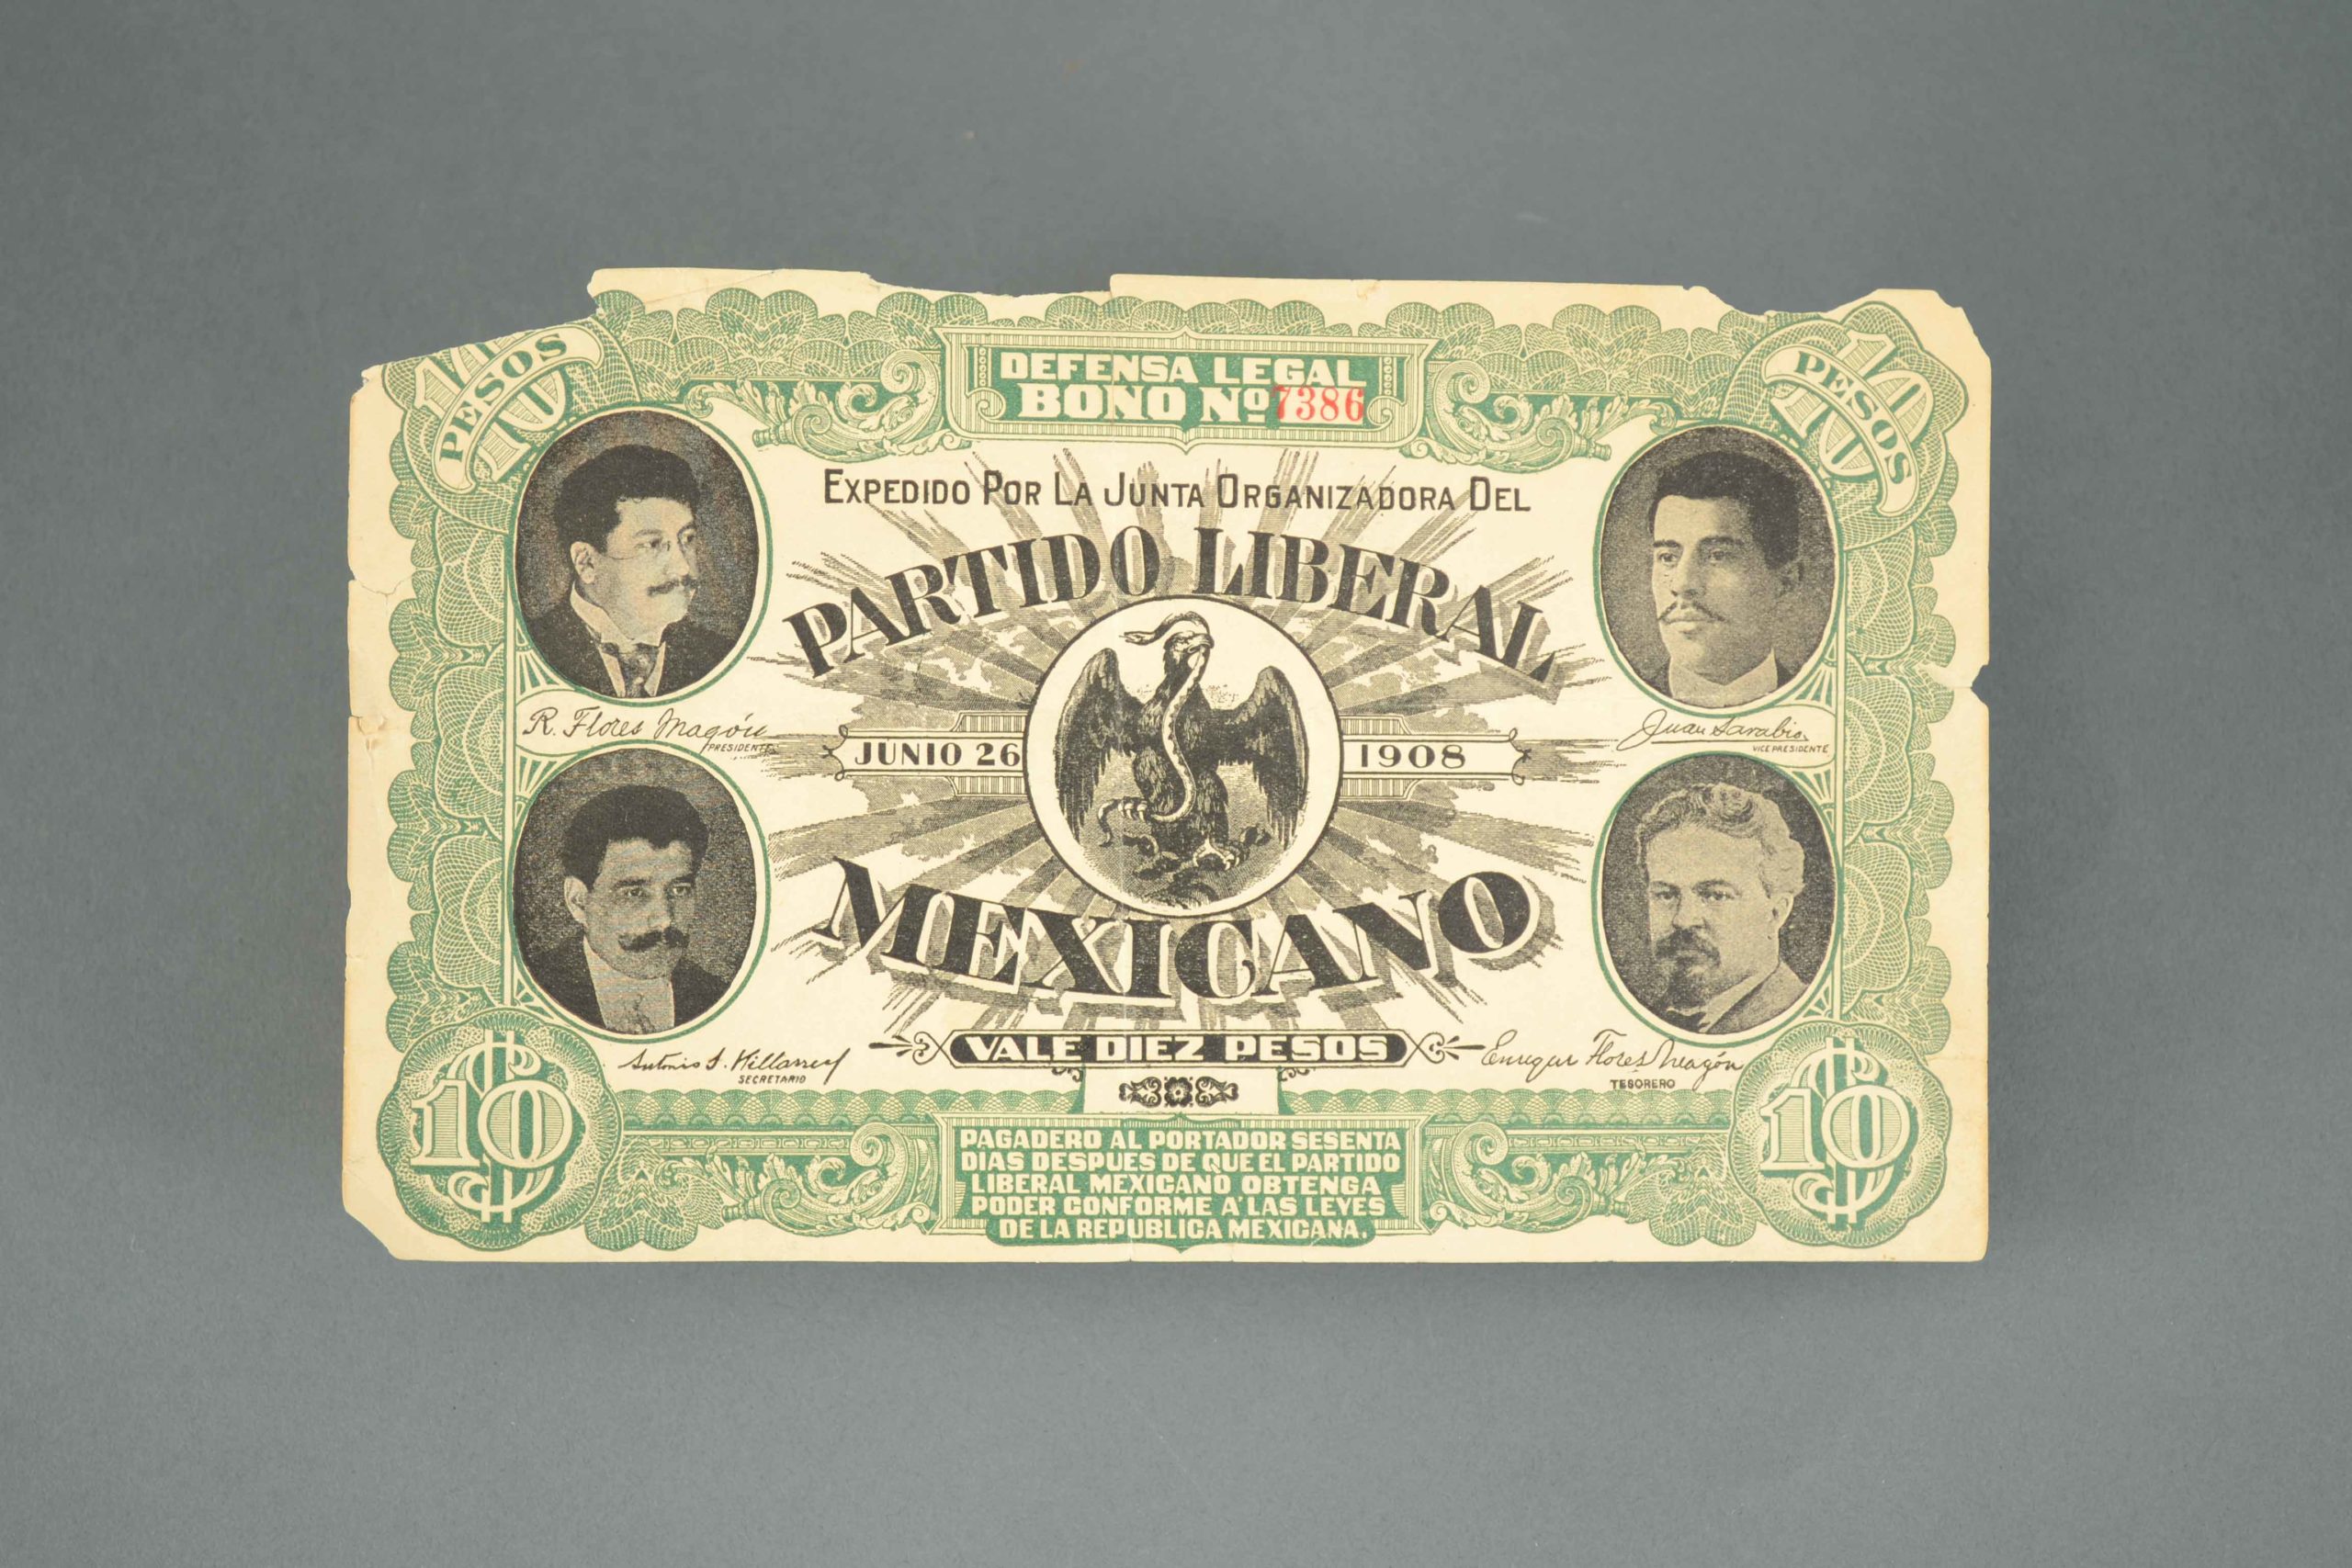 10 PESOS
10 PESOS
DEFENSA LEGAL
BONO Nº 7386
EXPEDIDO POR LA JUNTA ORGANIZADORA DEL
PARTIDO LIBERAL
R. Flores Magón
PRESIDENTE
Juan Sarabia
VICE PRESIDENTE
JUNIO 26 1908
MEXICANO
VALE DIEZ PESOS
Antonio I. Villarreal
SECRETARIO
Enrique Flores Magón
TESORERO
$10
$10
PAGADERO AL PORTADOR SESENTA
DIAS DESPUES DE QUE EL PARTIDO
LIBERAL MEXICANO OBTENGA
PODER CONFORME A'LAS LEYES
DE LA REPUBLICA MEXICANA.